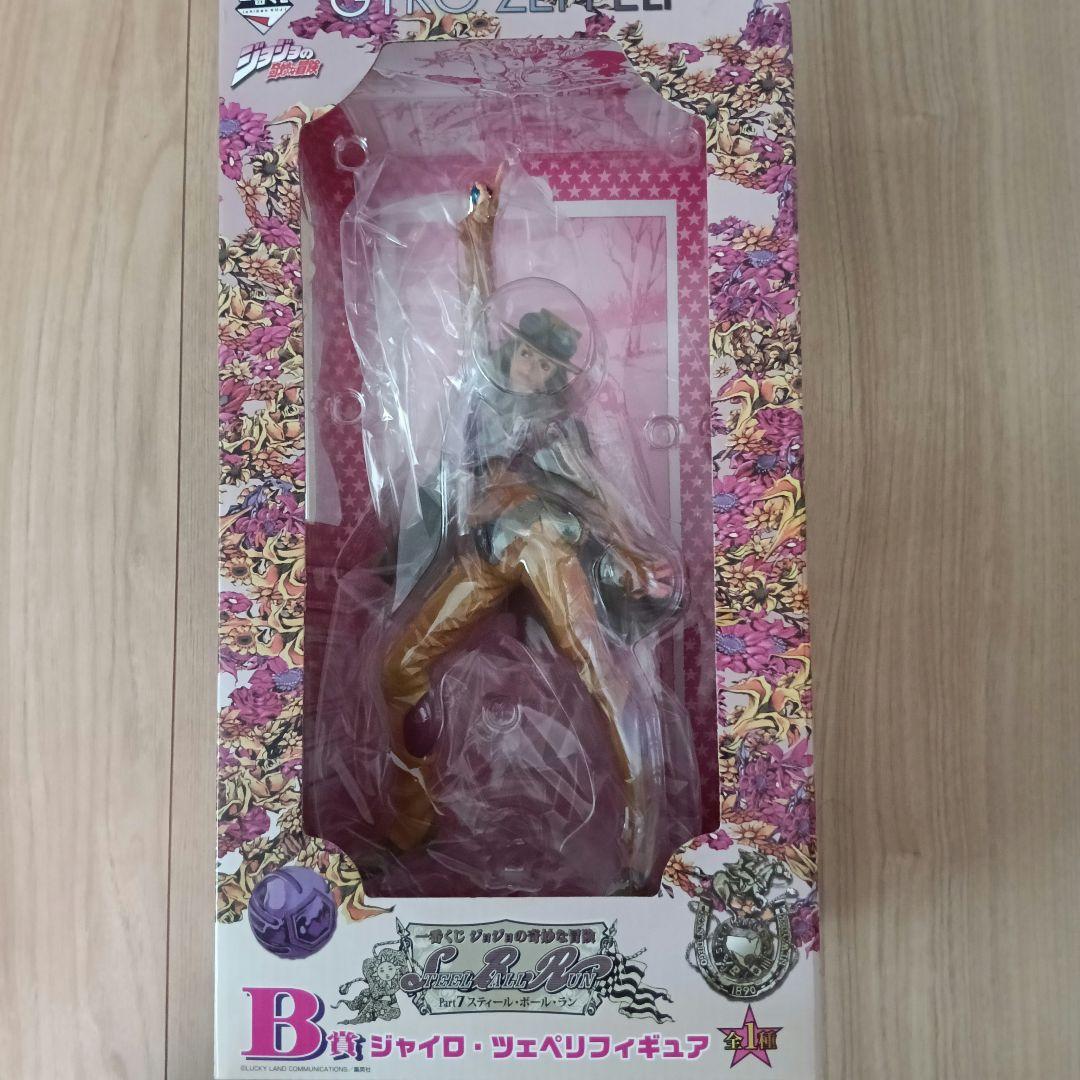 GYRO ZEPPELI
ジョジョの
奇妙な冒険
一番くじ ジョジョの奇妙な冒険
STEEL BALL RUN
Part7 スティール・ボール・ラン
1890
B賞 ジャイロ・ツェペリフィギュア 全1種
©LUCKY LAND COMMUNICATIONS／集英社